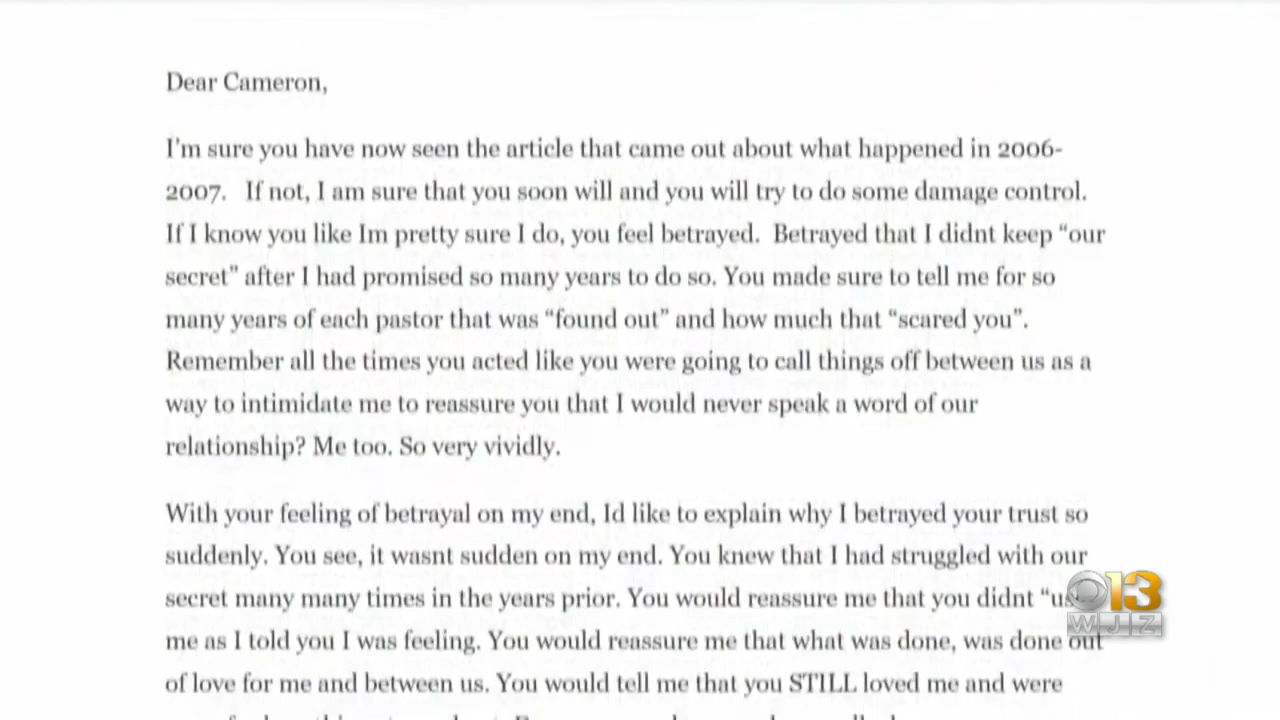 Dear Cameron,
I'm sure you have now seen the article that came out about what happened in 2006-
2007. If not, I am sure that you soon will and you will try to do some damage control.
If I know you like Im pretty sure I do, you feel betrayed. Betrayed that I didnt keep “our
secret” after I had promised so many years to do so. You made sure to tell me for so
many years of each pastor that was “found out” and how much that “scared you”.
Remember all the times you acted like you were going to call things off between us as a
way to intimidate me to reassure you that I would never speak a word of our
relationship? Me too. So very vividly.
With your feeling of betrayal on my end, Id like to explain why I betrayed your trust so
suddenly. You see, it wasnt sudden on my end. You knew that I had struggled with our
secret many many times in the years prior. You would reassure me that you didnt
me as I told you I was feeling. You would reassure me that what was done, was done out
of love for me and between us. You would tell me that you STILL loved me and were
13
WJZ